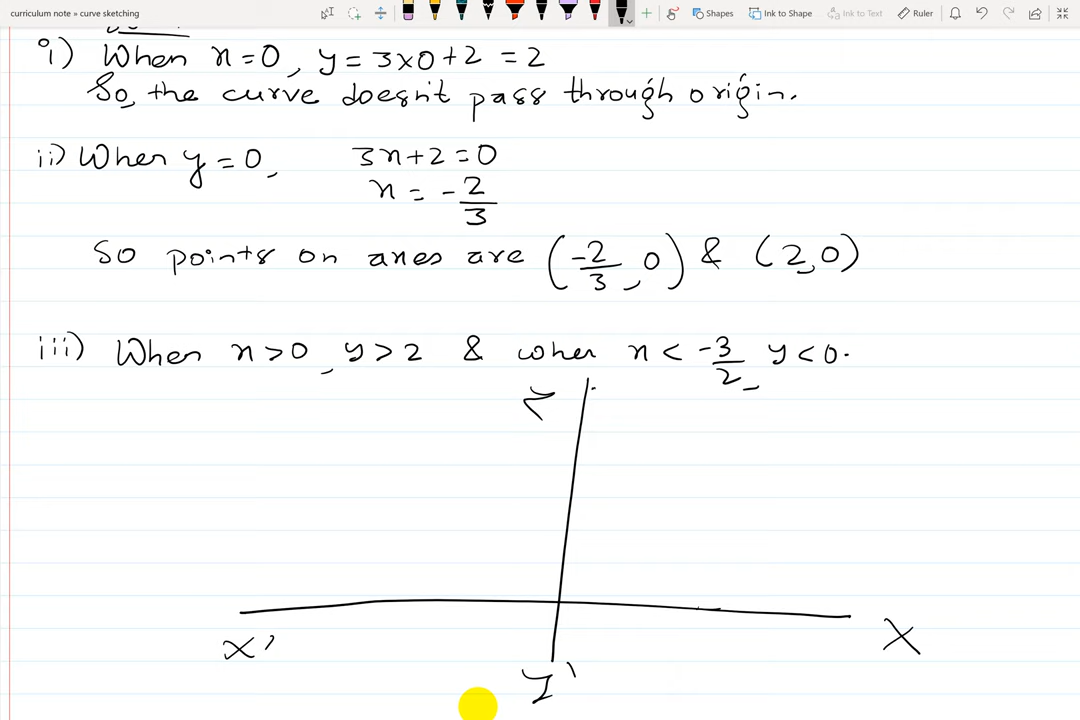 curriculum note » curve sketching
Shapes Ink to Shape Ink to Text Ruler
i) When x=0, y = 3x0+2 = 2
So, the curve doesn't pass through origin.
ii) When y = 0, 3x+2 = 0
x = -2/3
So points on axes are (-2/3, 0) & (2,0)
iii) When x>0, y>2 & when x < -3/2, y<0.
Y
X' X
Y'